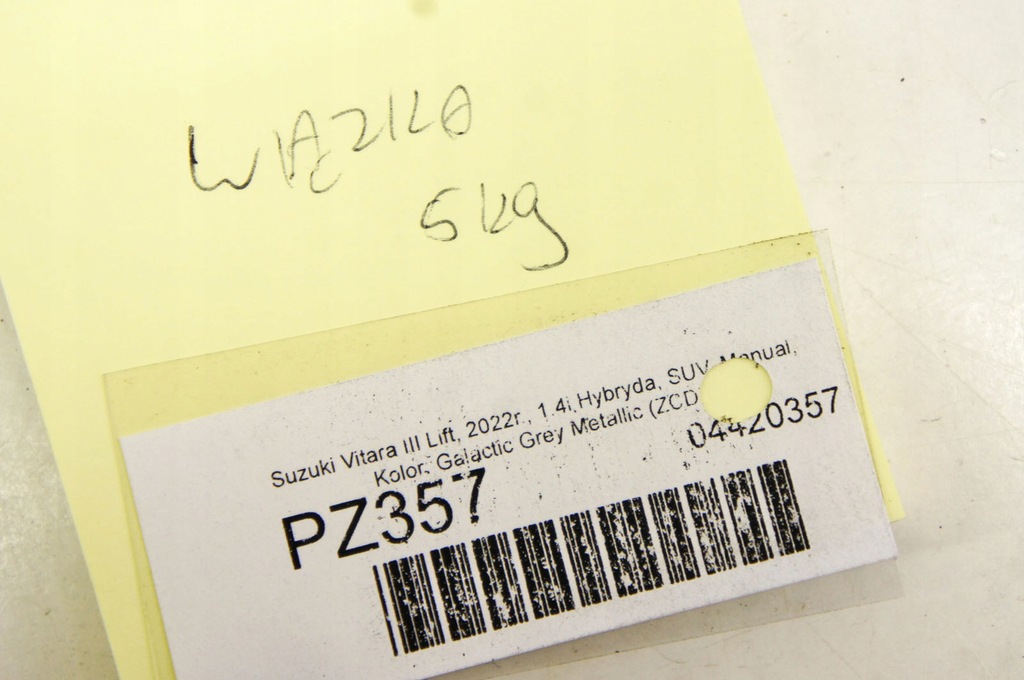 WIĄZKA
5kg
Suzuki Vitara III Lift, 2022r., 1.4i, Hybryda, SUV, Manual,
Kolor: Galactic Grey Metallic (ZCD
04420357
PZ357